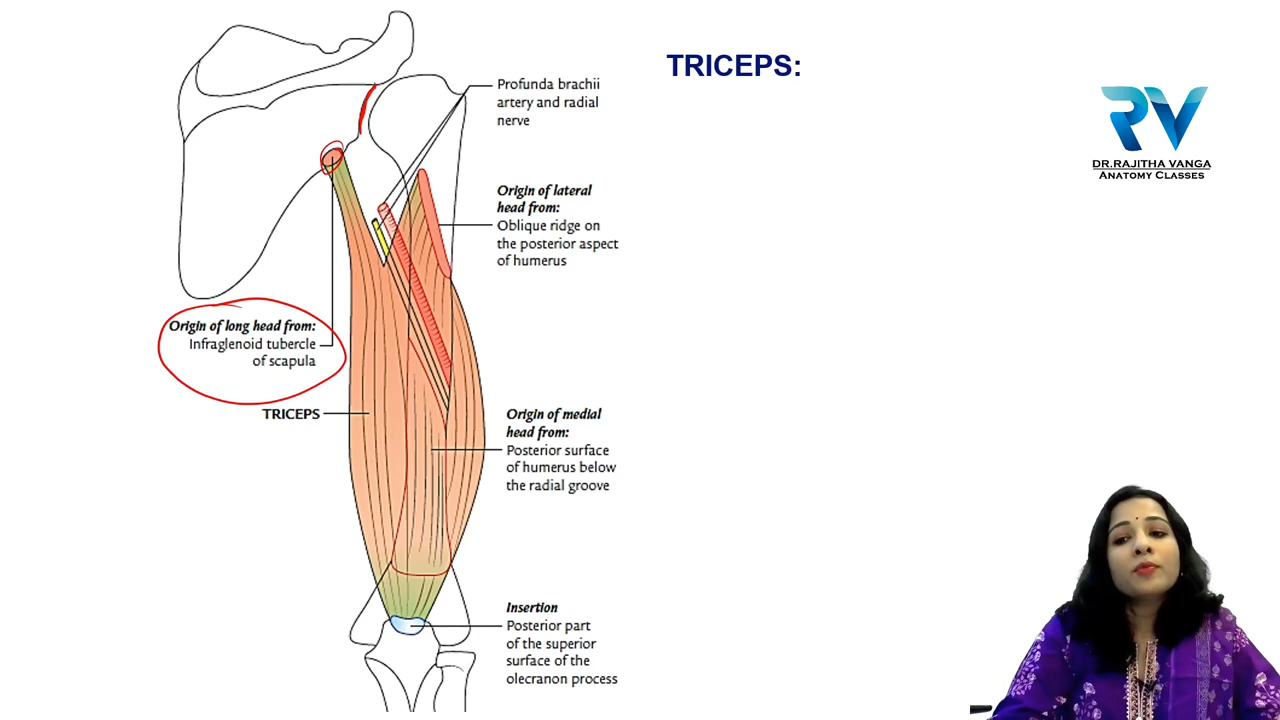 TRICEPS:
Profunda brachii
artery and radial
nerve
DR.RAJITHA VANGA
ANATOMY CLASSES
Origin of lateral
head from:
Oblique ridge on
the posterior aspect
of humerus
Origin of long head from:
Infraglenoid tubercle
of scapula
TRICEPS
Origin of medial
head from:
Posterior surface
of humerus below
the radial groove
Insertion
Posterior part
of the superior
surface of the
olecranon process